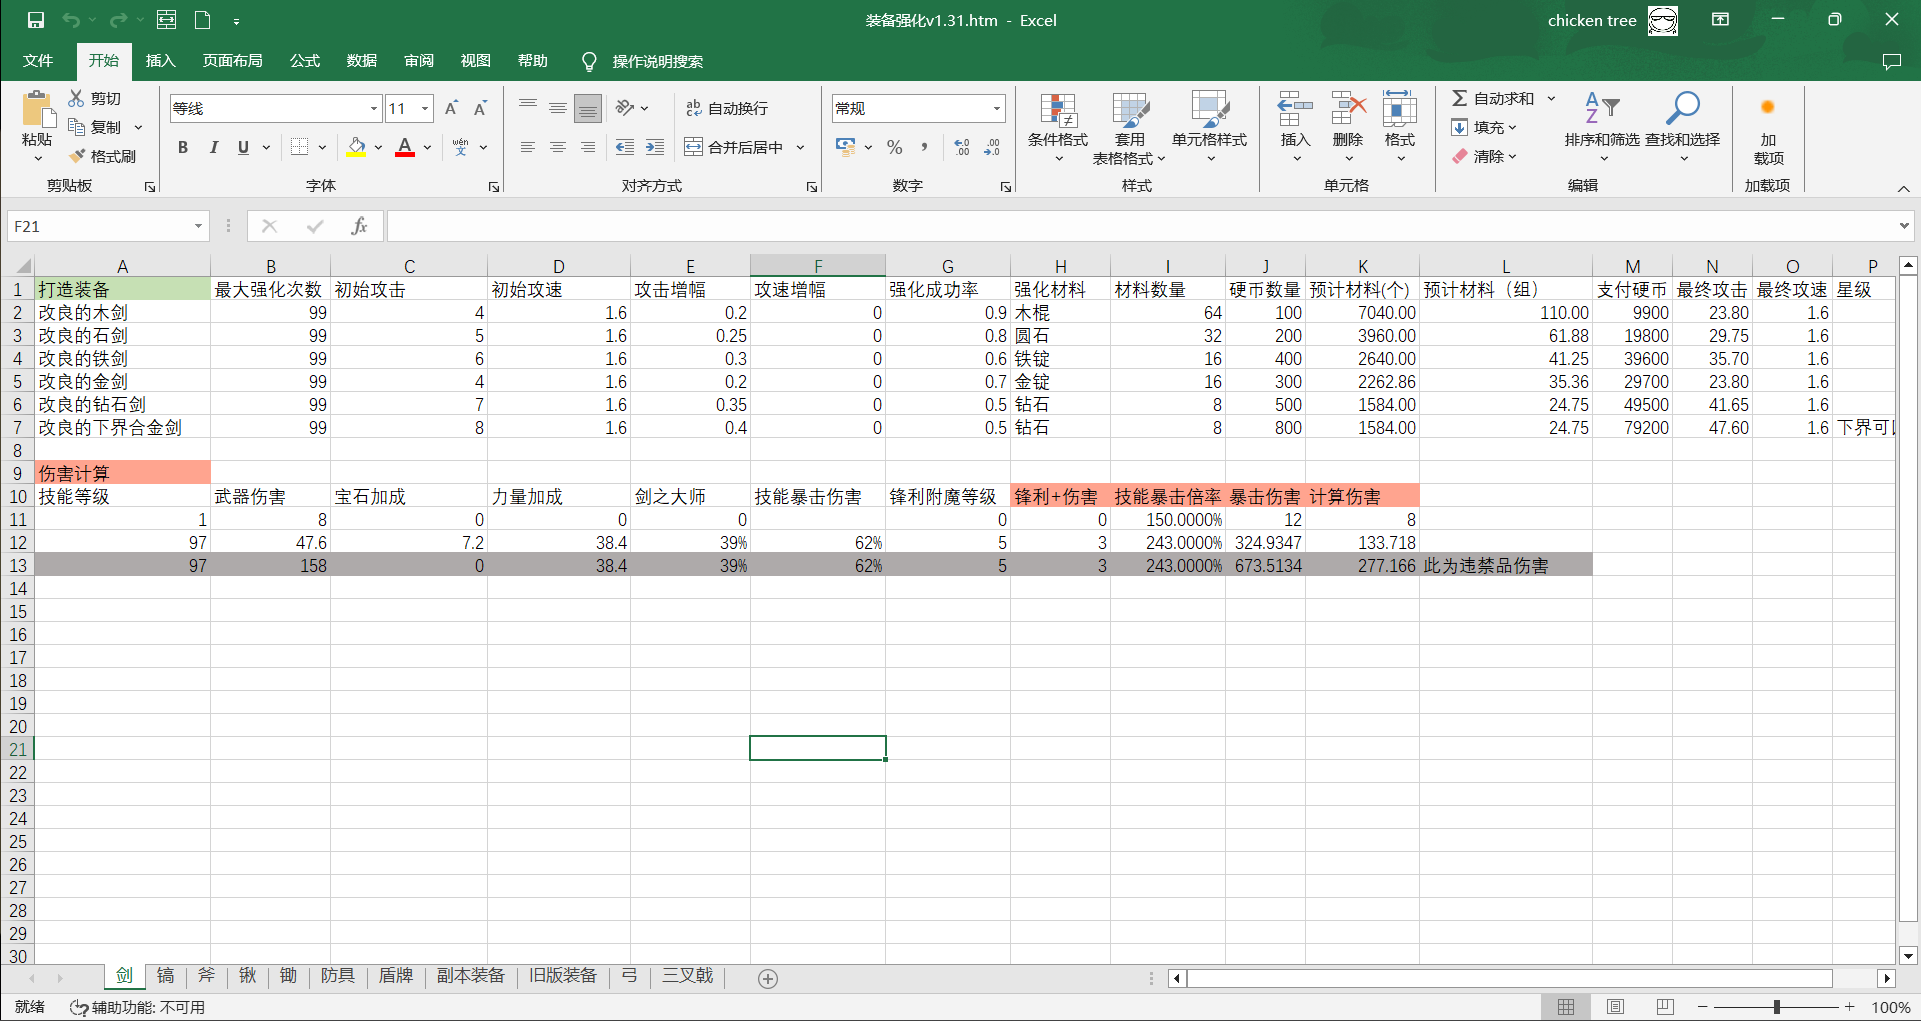 装备强化v1.31.htm - Excel
chicken tree
文件 开始 插入 页面布局 公式 数据 审阅 视图 帮助 操作说明搜索
粘贴 剪切 复制 格式刷 剪贴板
等线 11 B I U A wén 文 字体
ab 自动换行 合并后居中 对齐方式
常规 % 数字
条件格式 套用表格格式 单元格样式 样式
插入 删除 格式 单元格
自动求和 填充 清除 排序和筛选 查找和选择 编辑
加载项 加载项
F21 fx
A B C D E F G H I J K L M N O P
1 打造装备 最大强化次数 初始攻击 初始攻速 攻击增幅 攻速增幅 强化成功率 强化材料 材料数量 硬币数量 预计材料(个) 预计材料（组） 支付硬币 最终攻击 最终攻速 星级
2 改良的木剑 99 4 1.6 0.2 0 0.9 木棍 64 100 7040.00 110.00 9900 23.80 1.6
3 改良的石剑 99 5 1.6 0.25 0 0.8 圆石 32 200 3960.00 61.88 19800 29.75 1.6
4 改良的铁剑 99 6 1.6 0.3 0 0.6 铁锭 16 400 2640.00 41.25 39600 35.70 1.6
5 改良的金剑 99 4 1.6 0.2 0 0.7 金锭 16 300 2262.86 35.36 29700 23.80 1.6
6 改良的钻石剑 99 7 1.6 0.35 0 0.5 钻石 8 500 1584.00 24.75 49500 41.65 1.6
7 改良的下界合金剑 99 8 1.6 0.4 0 0.5 钻石 8 800 1584.00 24.75 79200 47.60 1.6 下界可
8
9 伤害计算
10 技能等级 武器伤害 宝石加成 力量加成 剑之大师 技能暴击伤害 锋利附魔等级 锋利+伤害 技能暴击倍率 暴击伤害 计算伤害
11 1 8 0 0 0 0 0 150.0000% 12 8
12 97 47.6 7.2 38.4 39% 62% 5 3 243.0000% 324.9347 133.718
13 97 158 0 38.4 39% 62% 5 3 243.0000% 673.5134 277.166 此为违禁品伤害
14
15
16
17
18
19
20
21
22
23
24
25
26
27
28
29
30
剑 镐 斧 锹 锄 防具 盾牌 副本装备 旧版装备 弓 三叉戟
就绪 辅助功能: 不可用 100%